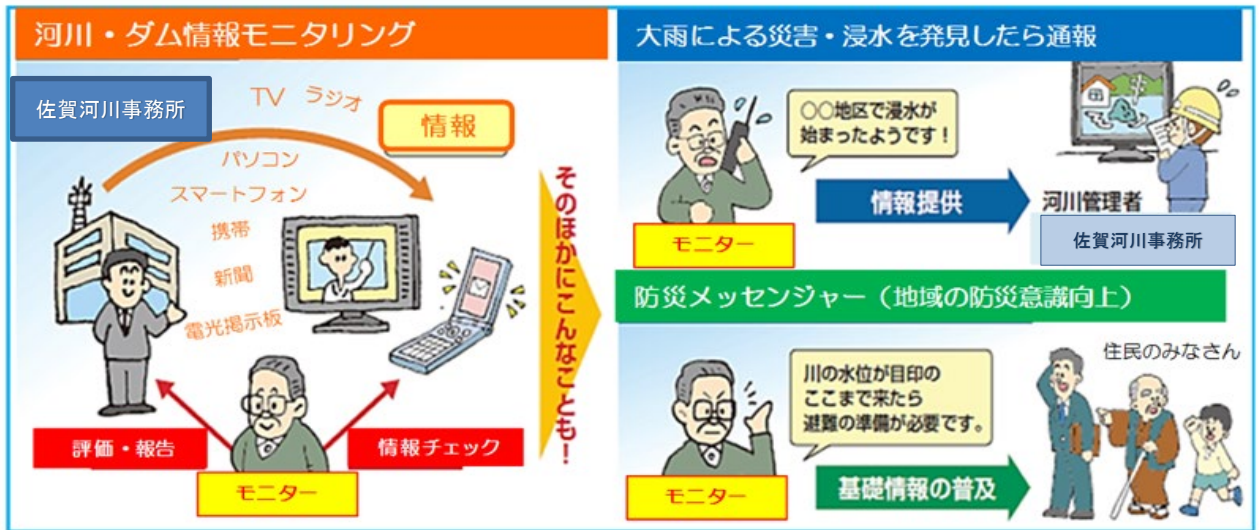 河川・ダム情報モニタリング
佐賀河川事務所
TV ラジオ
情報
パソコン
スマートフォン
携帯
新聞
電光掲示板
評価・報告
情報チェック
モニター
そのほかにこんなことも!
大雨による災害・浸水を発見したら通報
○○地区で浸水が
始まったようです!
情報提供
モニター
河川管理者
佐賀河川事務所
防災メッセンジャー(地域の防災意識向上)
住民のみなさん
川の水位が目印の
ここまで来たら
避難の準備が必要です。
モニター
基礎情報の普及